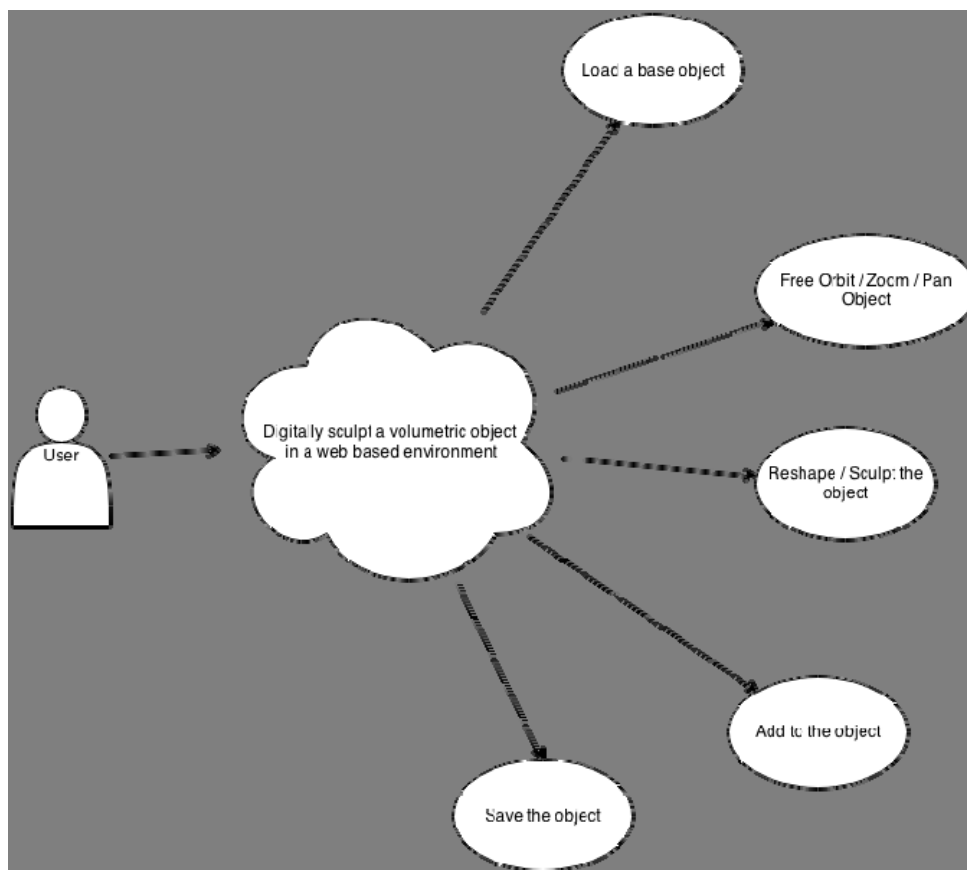 Load a base object
Free Orbit / Zoom / Pan
Object
User
Digitally sculpt a volumetric object
in a web based environment
Reshape / Sculpt the
object
Add to the object
Save the object